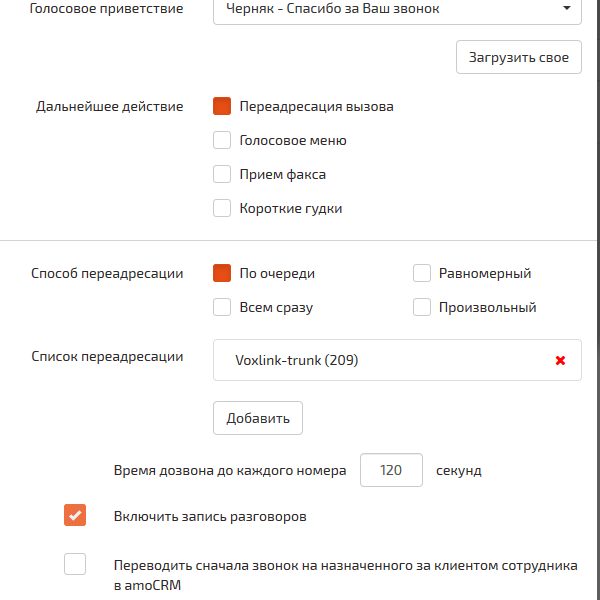 Голосовое приветствие Черняк - Спасибо за Ваш звонок
Загрузить свое
Дальнейшее действие Переадресация вызова
Голосовое меню
Прием факса
Короткие гудки
Способ переадресации По очереди Равномерный
Всем сразу Произвольный
Список переадресации Voxlink-trunk (209)
Добавить
Время дозвона до каждого номера 120 секунд
Включить запись разговоров
Переводить сначала звонок на назначенного за клиентом сотрудника
в amoCRM